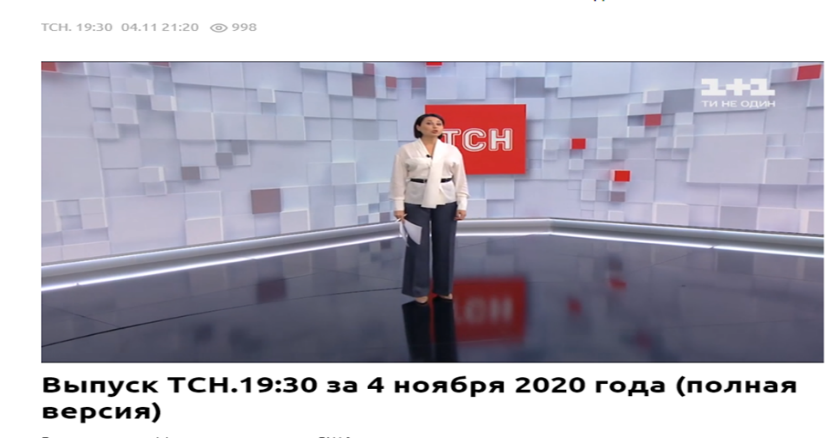 ТСН. 19:30 04.11 21:20 998
1+1
ТИ НЕ ОДИН
ТСН
Выпуск ТСН.19:30 за 4 ноября 2020 года (полная
версия)